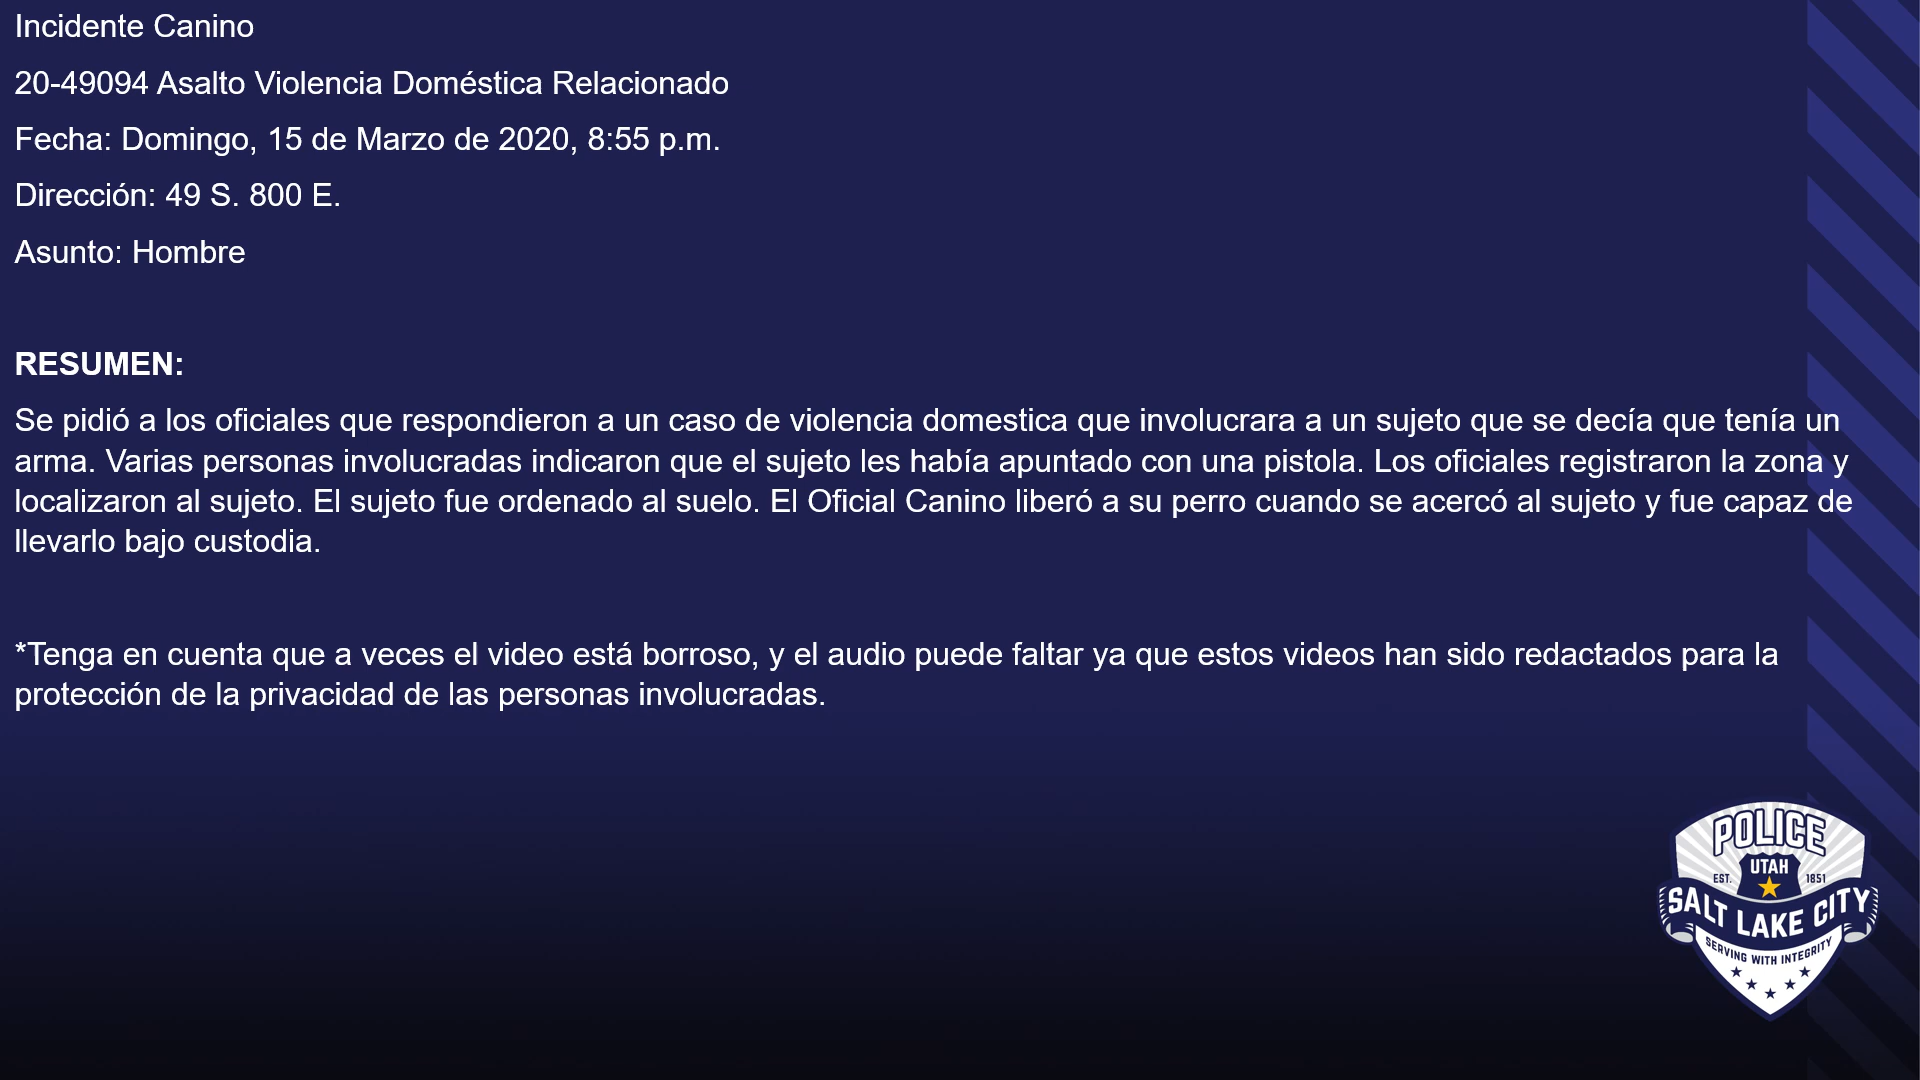 Incidente Canino
20-49094 Asalto Violencia Doméstica Relacionado
Fecha: Domingo, 15 de Marzo de 2020, 8:55 p.m.
Dirección: 49 S. 800 E.
Asunto: Hombre
RESUMEN:
Se pidió a los oficiales que respondieron a un caso de violencia domestica que involucrara a un sujeto que se decía que tenía un
arma. Varias personas involucradas indicaron que el sujeto les había apuntado con una pistola. Los oficiales registraron la zona y
localizaron al sujeto. El sujeto fue ordenado al suelo. El Oficial Canino liberó a su perro cuando se acercó al sujeto y fue capaz de
llevarlo bajo custodia.
*Tenga en cuenta que a veces el video está borroso, y el audio puede faltar ya que estos videos han sido redactados para la
protección de la privacidad de las personas involucradas.
POLICE
UTAH
EST. 1851
SALT LAKE CITY
SERVING WITH INTEGRITY